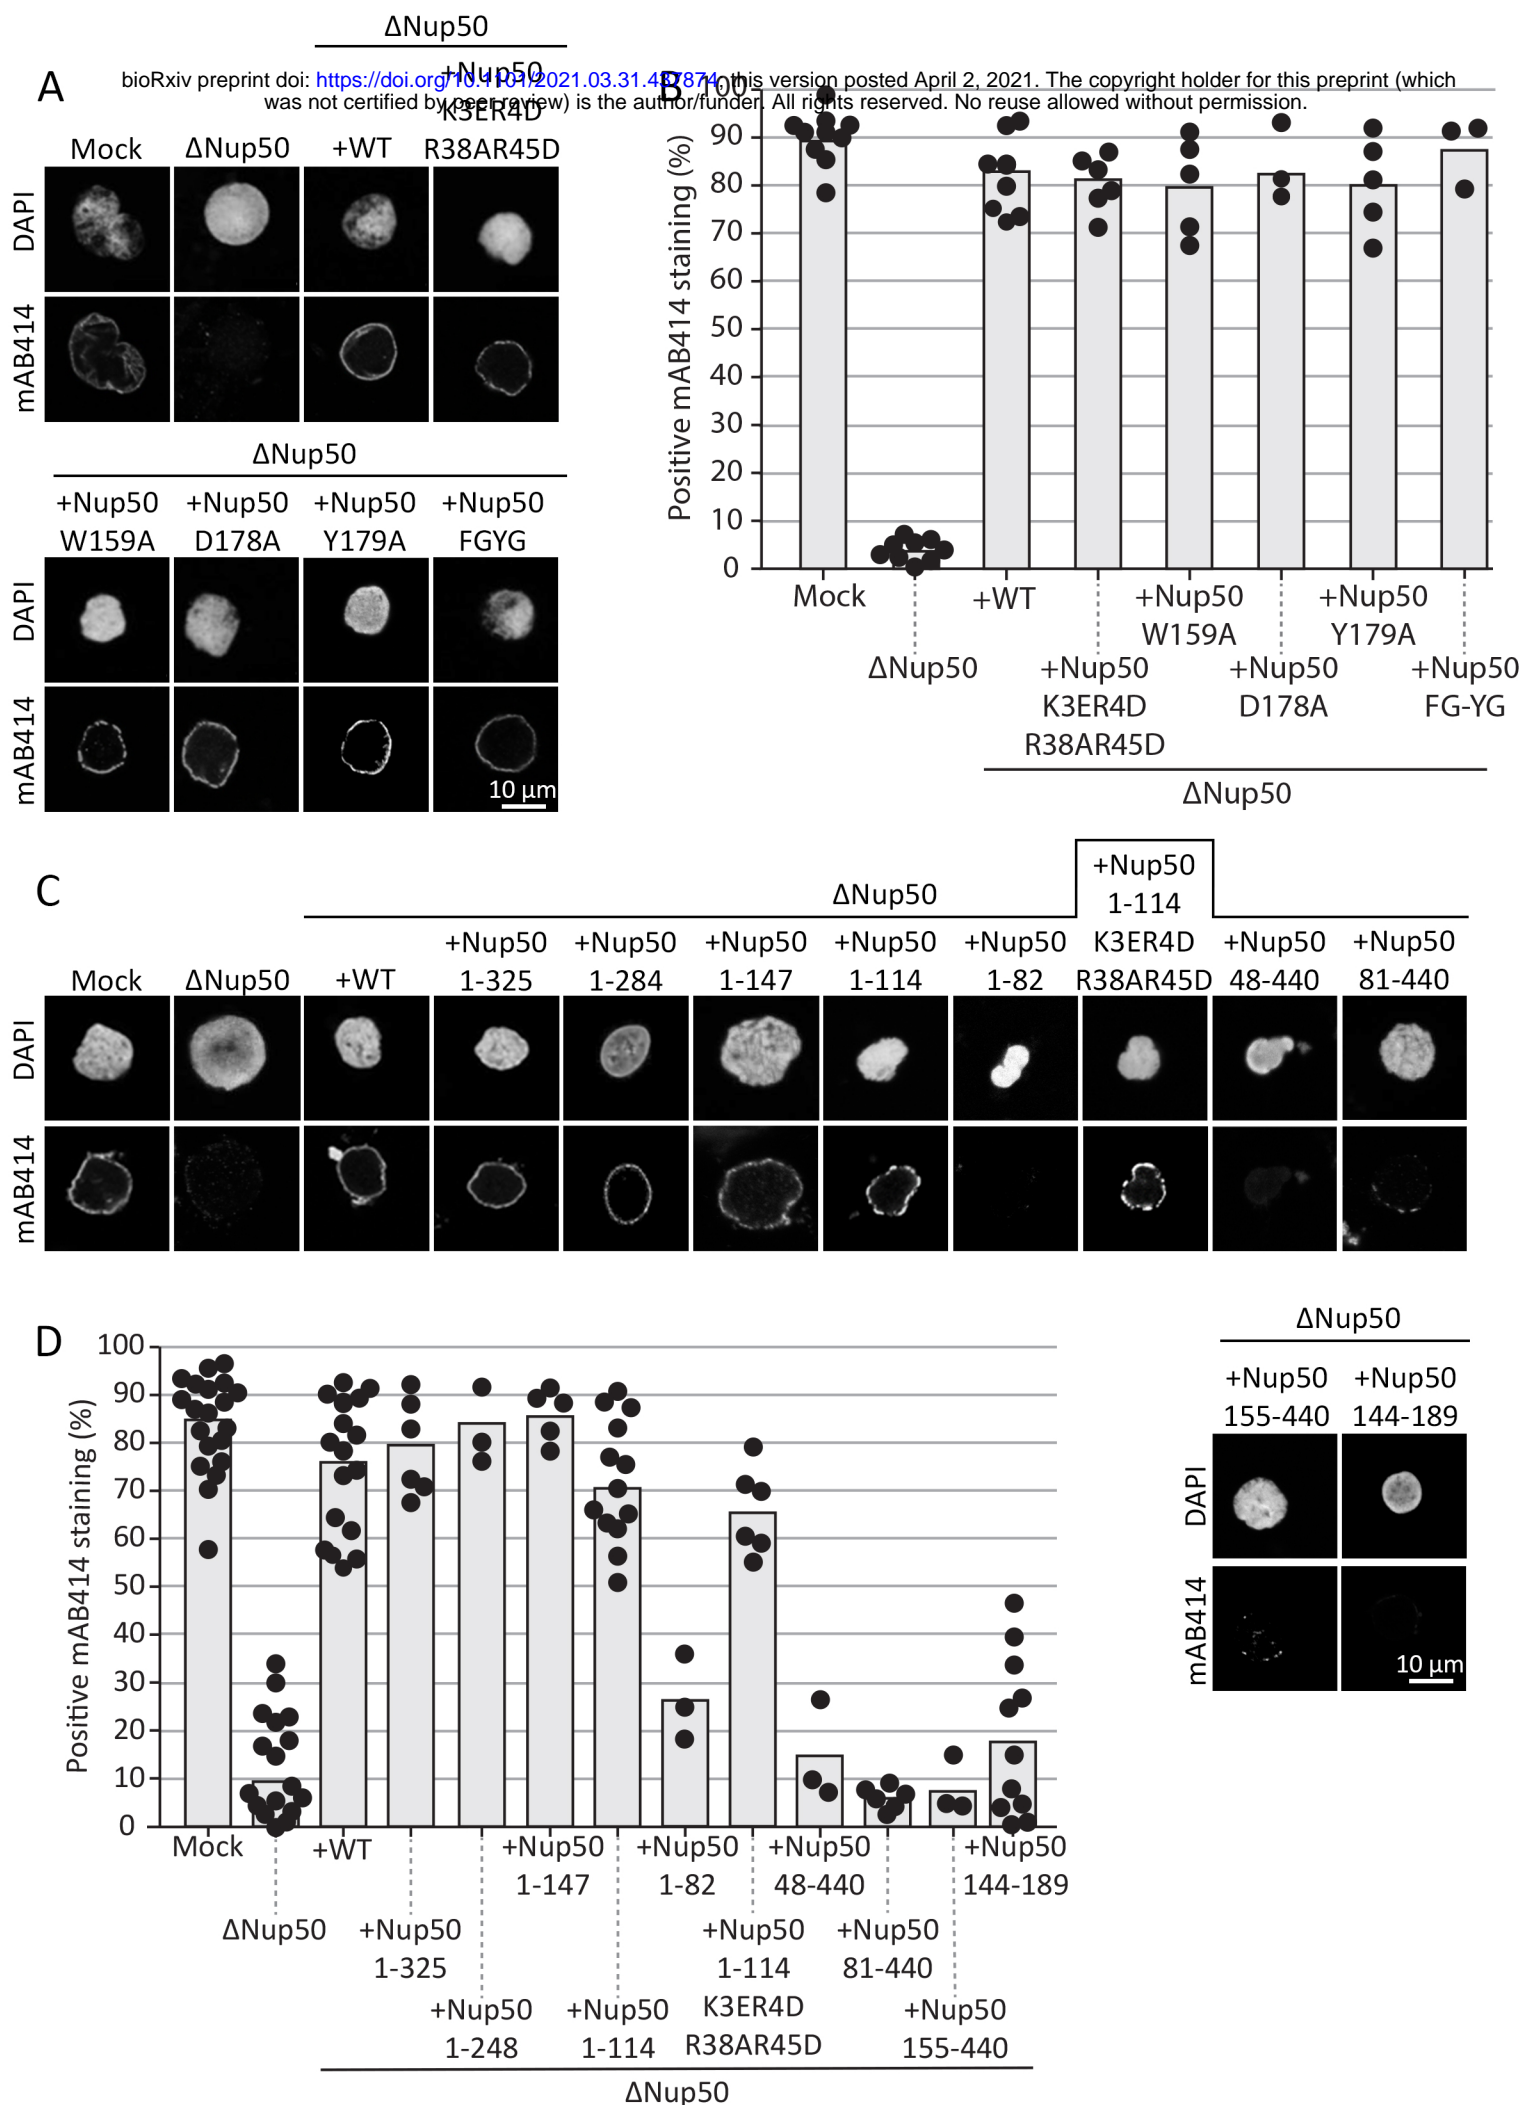 ΔNup50
A
bioRxiv preprint doi: https://doi.org/10.1101/2021.03.31.437874; this version posted April 2, 2021. The copyright holder for this preprint (which
was not certified by peer review) is the author/funder. All rights reserved. No reuse allowed without permission.
+Nup50
K3ER4D
Mock ΔNup50 +WT R38AR45D
DAPI
mAB414
ΔNup50
+Nup50 +Nup50 +Nup50 +Nup50
W159A D178A Y179A FGYG
DAPI
mAB414
10 µm
B
Positive mAB414 staining (%)
100
90
80
70
60
50
40
30
20
10
0
Mock +WT +Nup50 +Nup50
W159A Y179A
ΔNup50 +Nup50 +Nup50 +Nup50
K3ER4D D178A FG-YG
R38AR45D
ΔNup50
C
+Nup50
ΔNup50 1-114
+Nup50 +Nup50 +Nup50 +Nup50 +Nup50 K3ER4D +Nup50 +Nup50
Mock ΔNup50 +WT 1-325 1-284 1-147 1-114 1-82 R38AR45D 48-440 81-440
DAPI
mAB414
D
Positive mAB414 staining (%)
100
90
80
70
60
50
40
30
20
10
0
Mock +WT +Nup50 +Nup50 +Nup50 +Nup50
1-147 1-82 48-440 144-189
ΔNup50 +Nup50 +Nup50 +Nup50
1-325 1-114 81-440
+Nup50 +Nup50 K3ER4D +Nup50
1-248 1-114 R38AR45D 155-440
ΔNup50
ΔNup50
+Nup50 +Nup50
155-440 144-189
DAPI
mAB414
10 µm